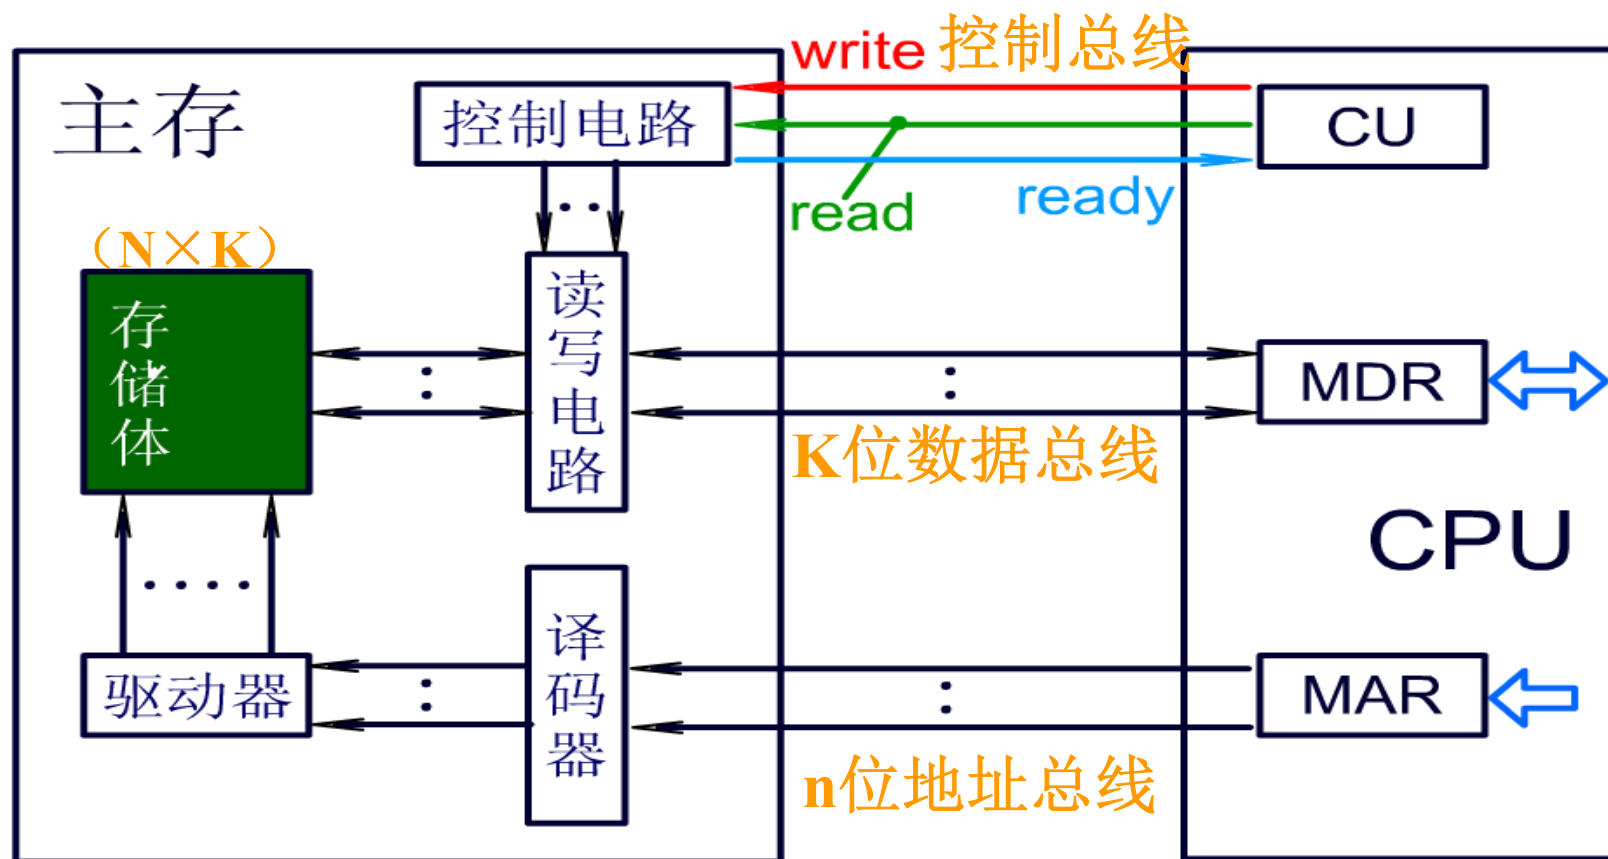 write 控制总线
主存
控制电路
CU
read
ready
（N×K）
存储体
读写电路
MDR
K位数据总线
CPU
译码器
驱动器
MAR
n位地址总线